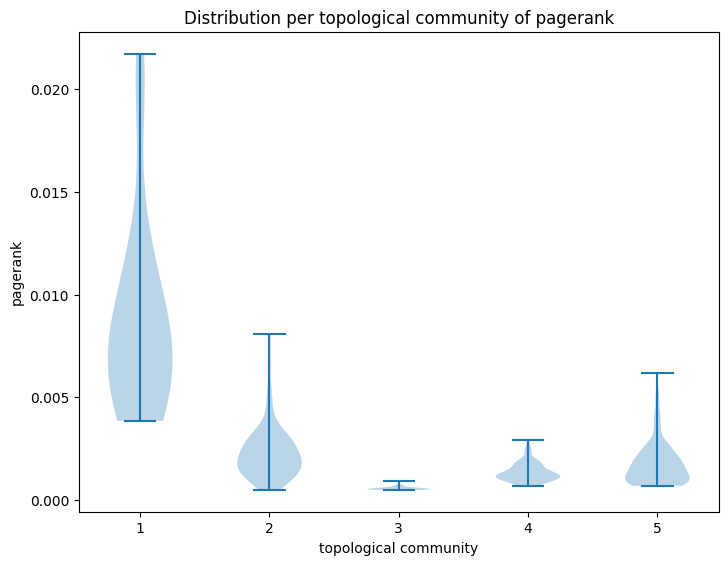 Distribution per topological community of pagerank
0.020
0.015
0.010
0.005
0.000
pagerank
1 2 3 4 5
topological community